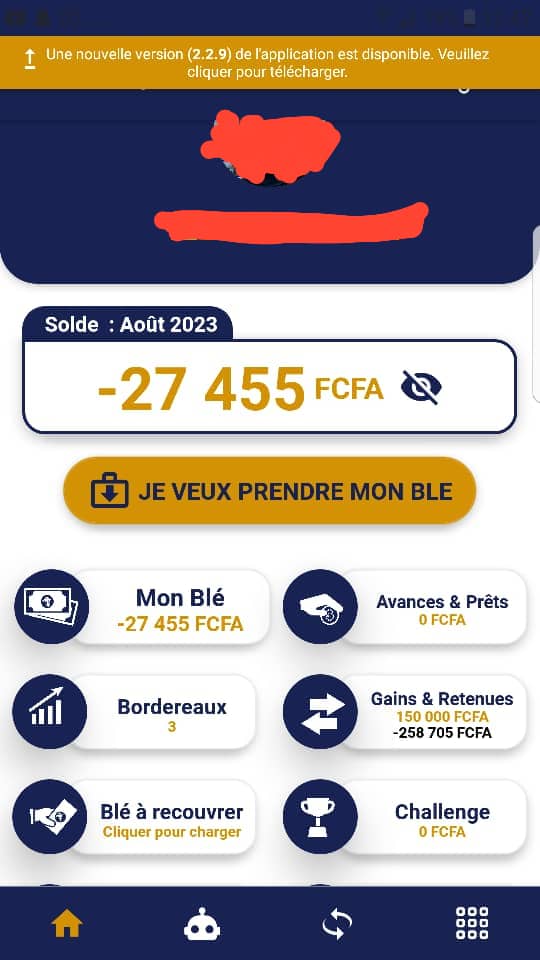 Une nouvelle version (2.2.9) de l'application est disponible. Veuillez
cliquer pour télécharger.
Solde : Août 2023
-27 455 FCFA
JE VEUX PRENDRE MON BLE
Mon Blé
-27 455 FCFA
Avances & Prêts
0 FCFA
Bordereaux
3
Gains & Retenues
150 000 FCFA
-258 705 FCFA
Blé à recouvrer
Cliquer pour charger
Challenge
0 FCFA